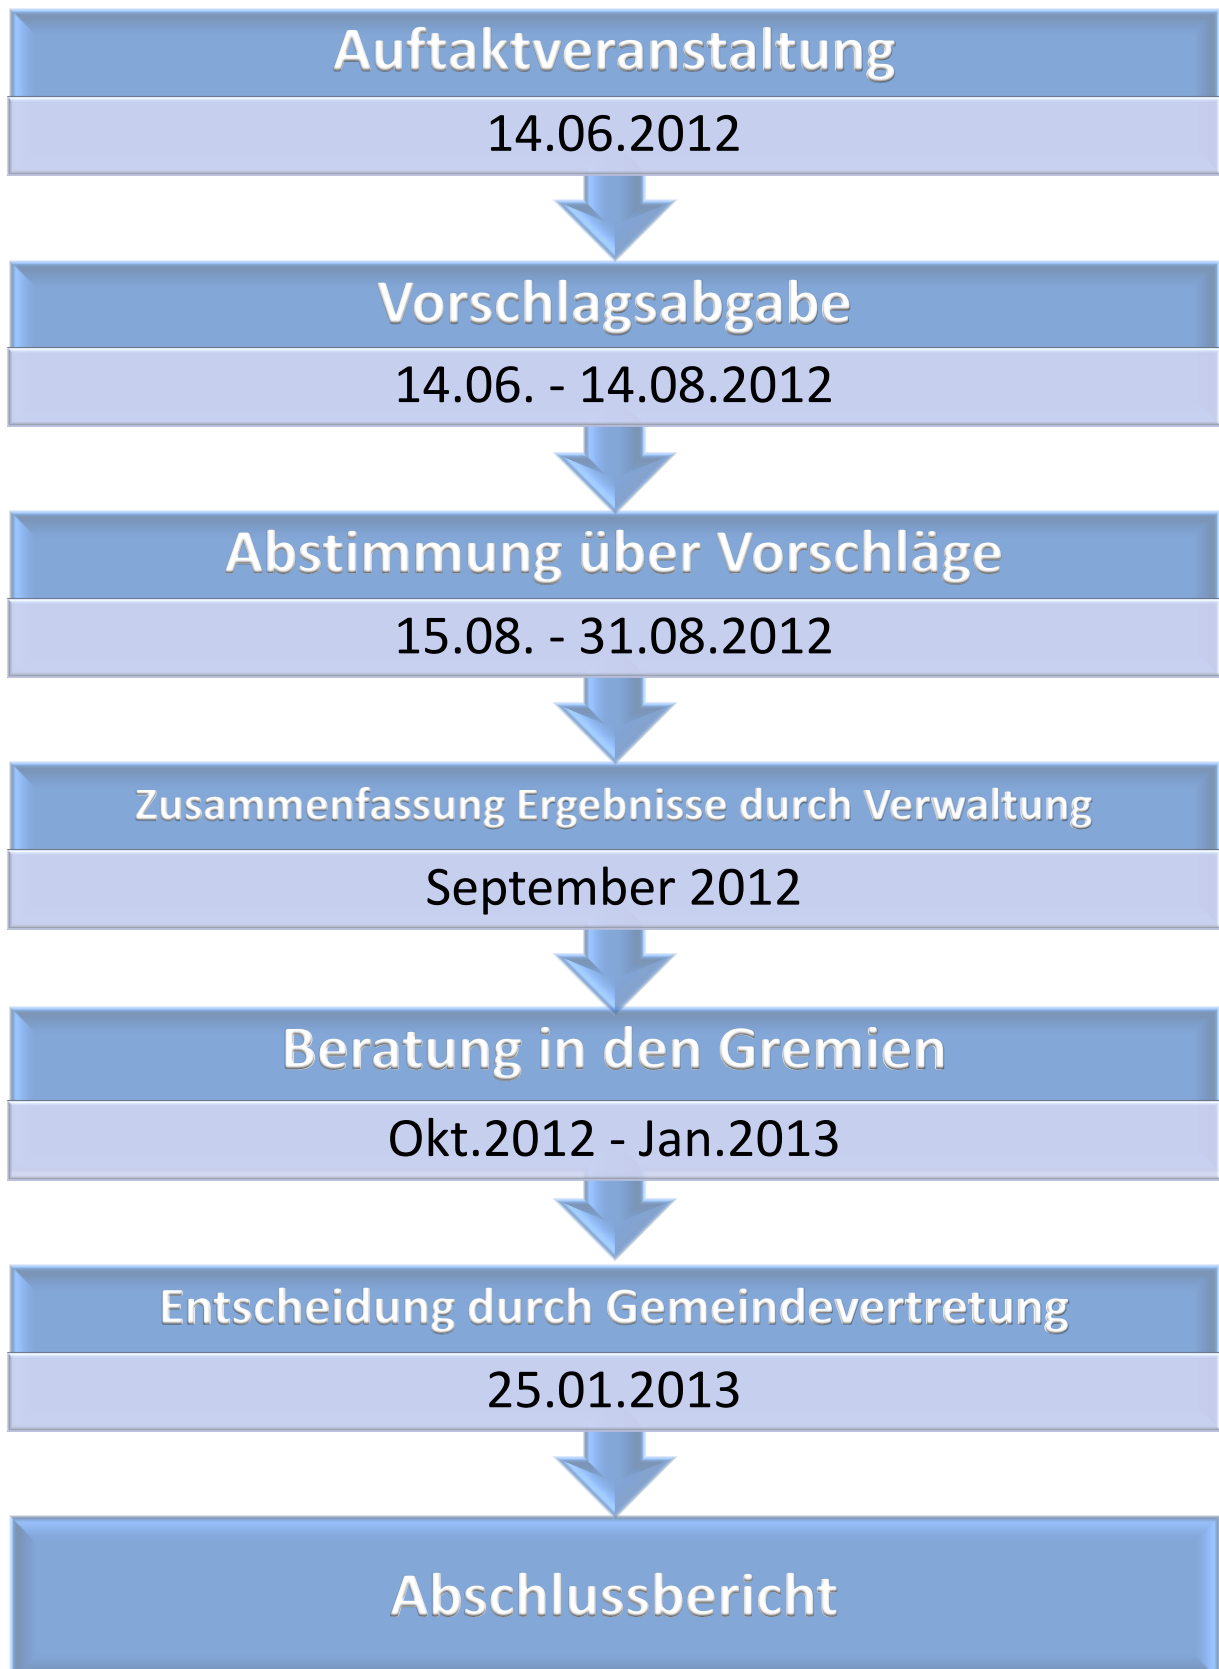 Auftaktveranstaltung
14.06.2012
Vorschlagsabgabe
14.06. - 14.08.2012
Abstimmung über Vorschläge
15.08. - 31.08.2012
Zusammenfassung Ergebnisse durch Verwaltung
September 2012
Beratung in den Gremien
Okt.2012 - Jan.2013
Entscheidung durch Gemeindevertretung
25.01.2013
Abschlussbericht